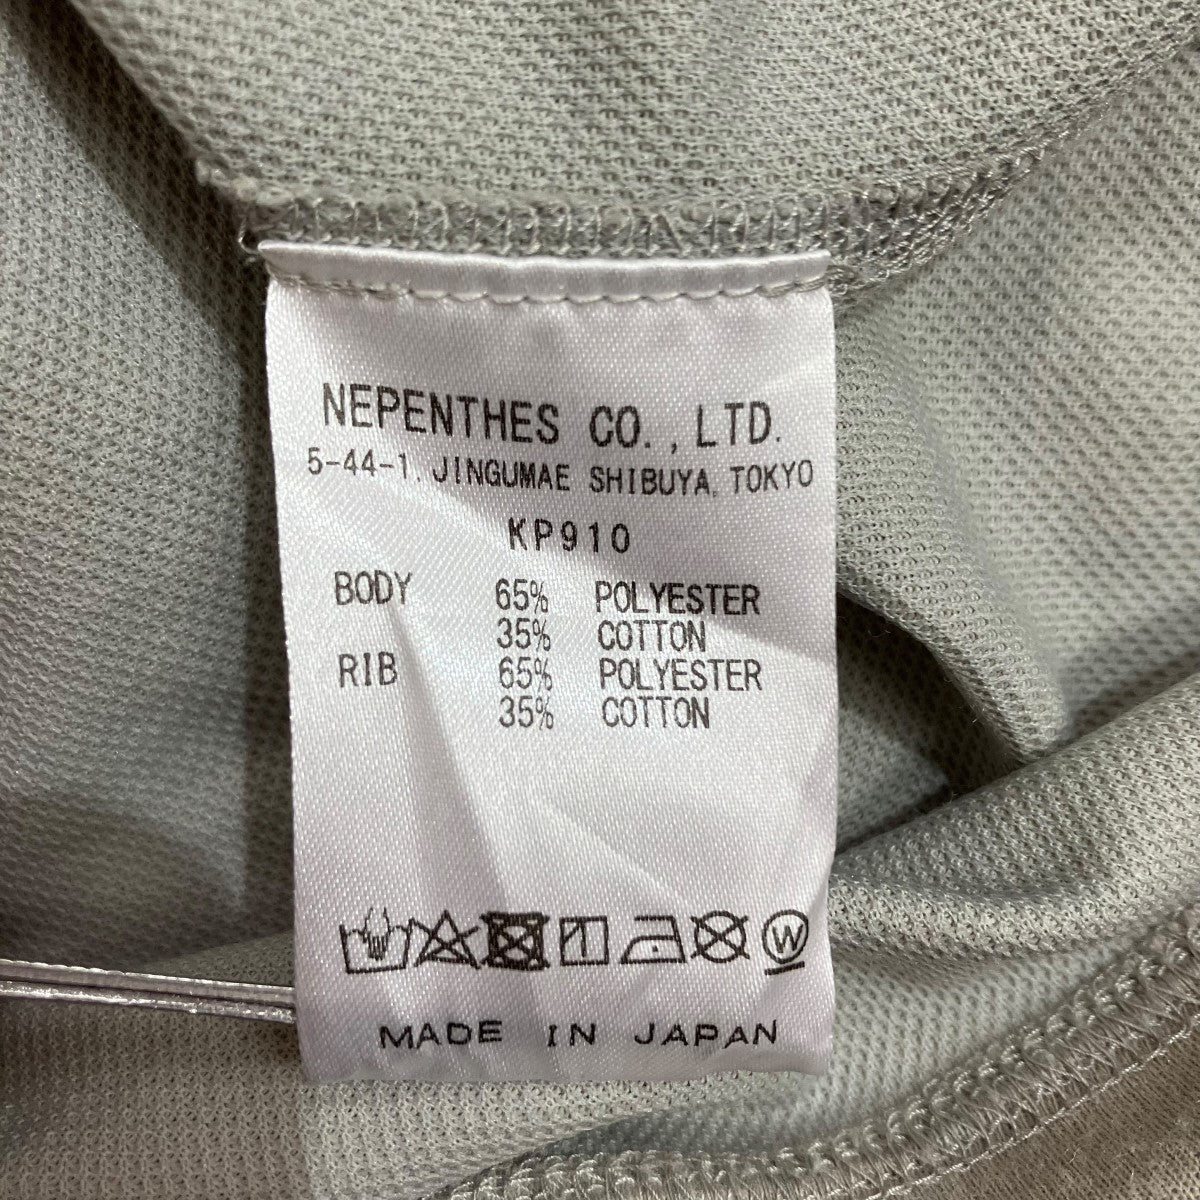 NEPENTHES CO.,LTD.
5-44-1, JINGUMAE SHIBUYA, TOKYO
KP910
BODY 65% POLYESTER
35% COTTON
RIB 65% POLYESTER
35% COTTON
W
MADE IN JAPAN